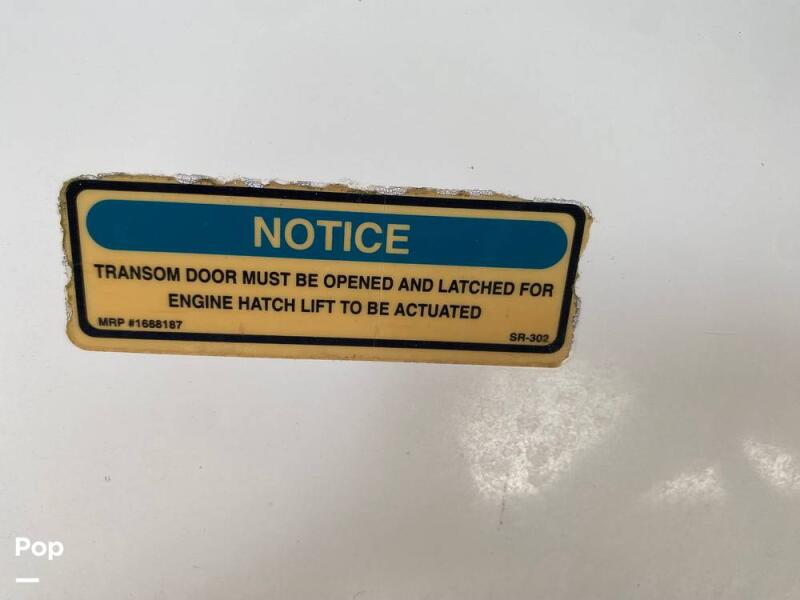 NOTICE
TRANSOM DOOR MUST BE OPENED AND LATCHED FOR
ENGINE HATCH LIFT TO BE ACTUATED
MRP #1688187
SR-302
Pop